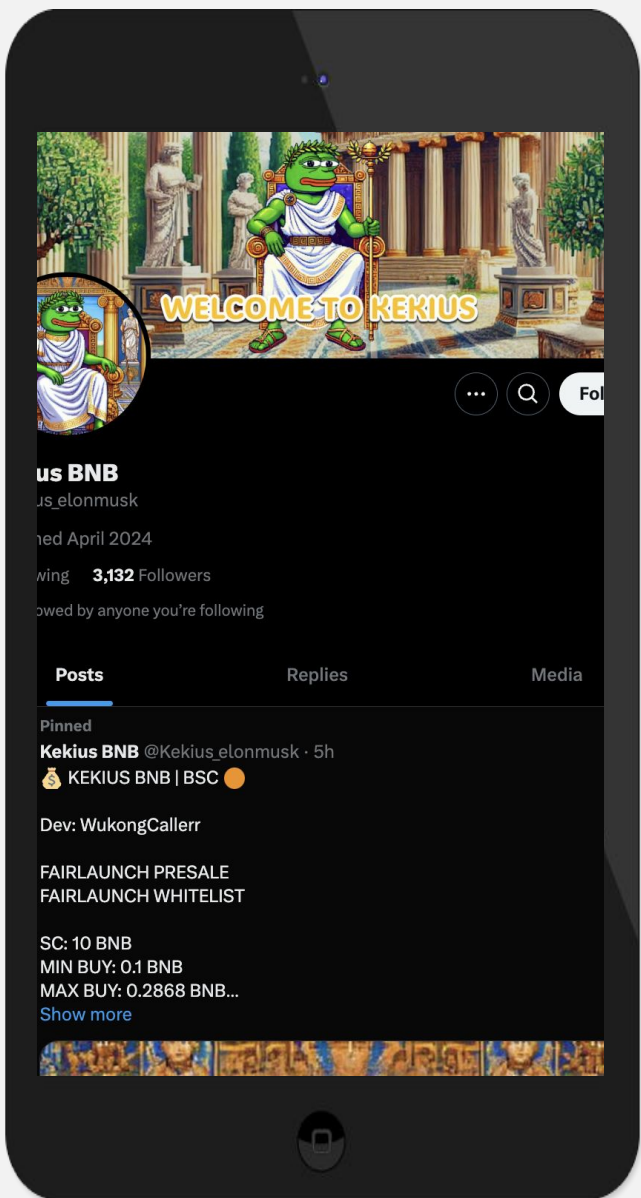 WELCOME TO KEKIUS
Fol
us BNB
us_elonmusk
ned April 2024
wing 3,132 Followers
owed by anyone you’re following
Posts Replies Media
Pinned
Kekius BNB @Kekius_elonmusk · 5h
💰 KEKIUS BNB | BSC 🟠
Dev: WukongCallerr
FAIRLAUNCH PRESALE
FAIRLAUNCH WHITELIST
SC: 10 BNB
MIN BUY: 0.1 BNB
MAX BUY: 0.2868 BNB...
Show more